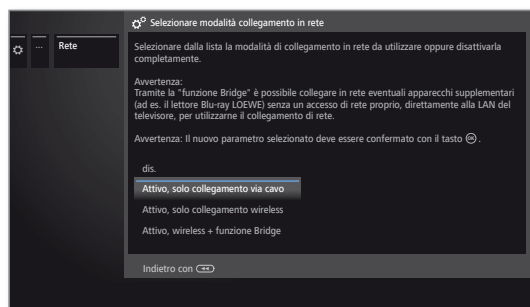 Selezionare modalità collegamento in rete
... Rete
Selezionare dalla lista la modalità di collegamento in rete da utilizzare oppure disattivarla
completamente.
Avvertenza:
Tramite la "funzione Bridge" è possibile collegare in rete eventuali apparecchi supplementari
(ad es. il lettore Blu-ray LOEWE) senza un accesso di rete proprio, direttamente alla LAN del
televisore, per utilizzarne il collegamento di rete.
Avvertenza: Il nuovo parametro selezionato deve essere confermato con il tasto OK.
dis.
Attivo, solo collegamento via cavo
Attivo, solo collegamento wireless
Attivo, wireless + funzione Bridge
Indietro con